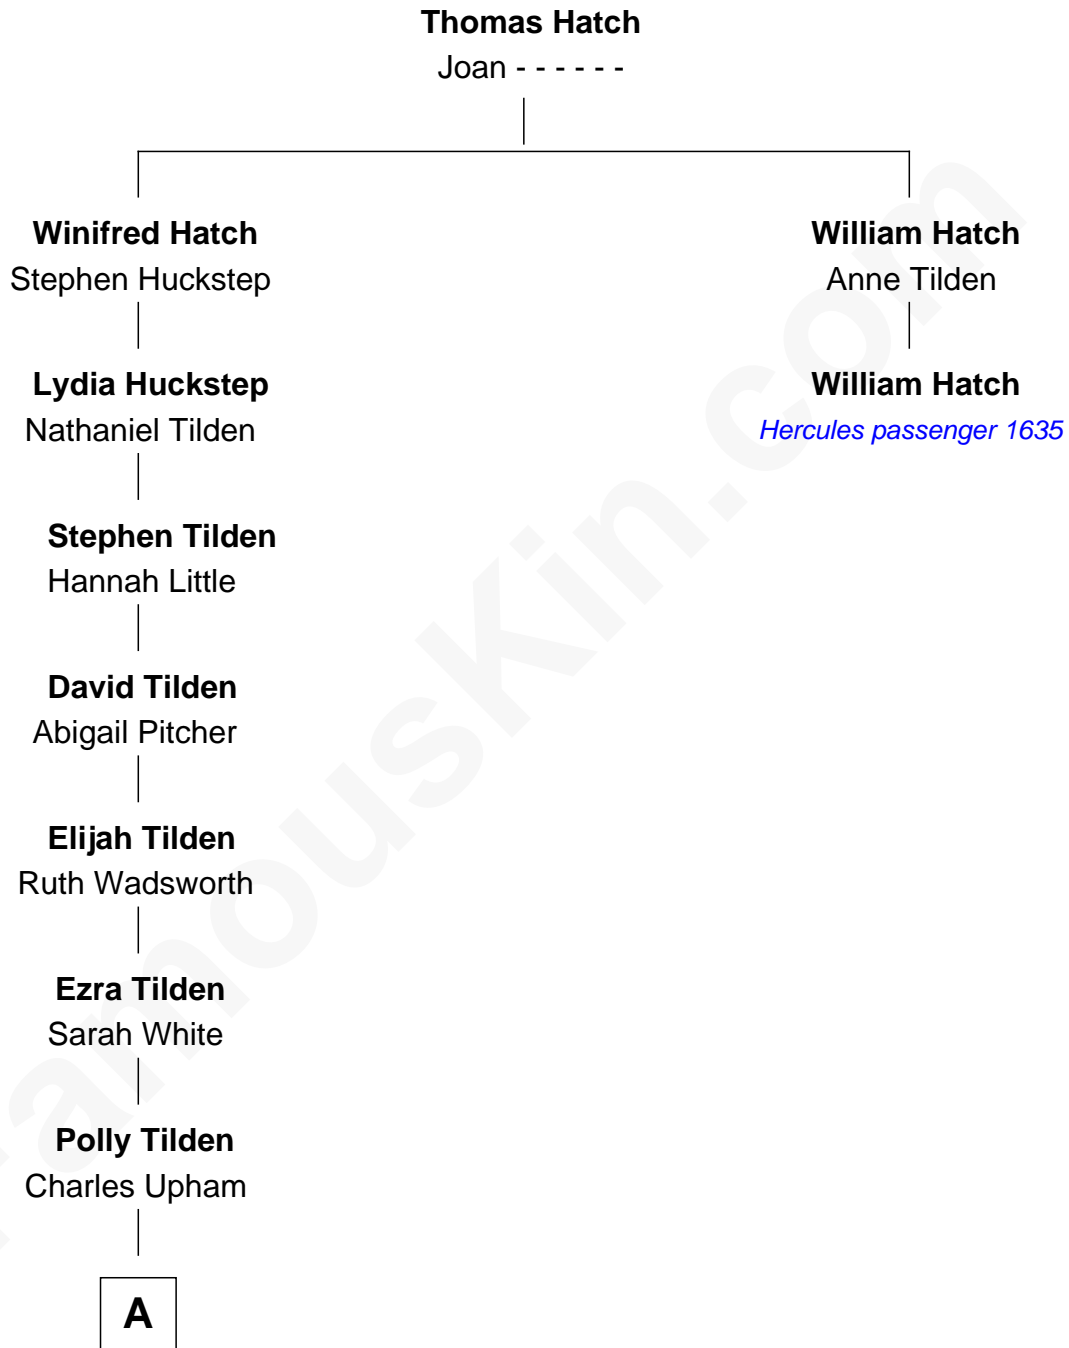 Thomas Hatch
Joan - - - - - -
Winifred Hatch
Stephen Huckstep
William Hatch
Anne Tilden
Lydia Huckstep
Nathaniel Tilden
William Hatch
Hercules passenger 1635
Stephen Tilden
Hannah Little
David Tilden
Abigail Pitcher
Elijah Tilden
Ruth Wadsworth
Ezra Tilden
Sarah White
Polly Tilden
Charles Upham
A
FamousKin.com